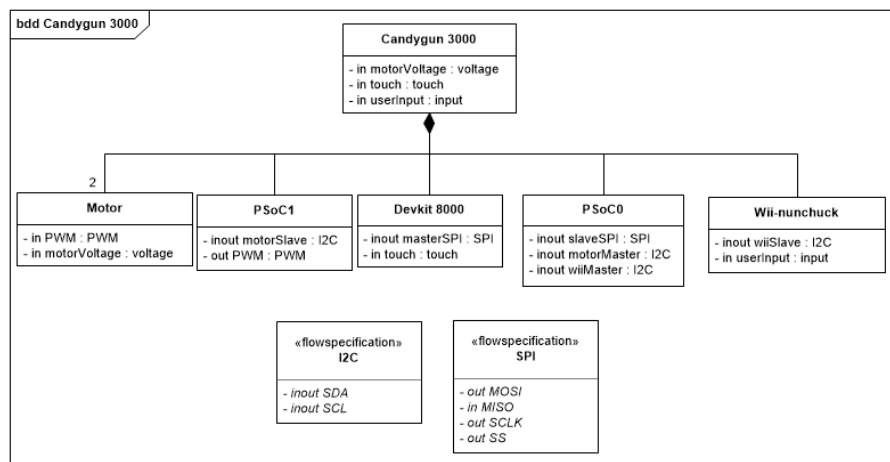 bdd Candygun 3000
Candygun 3000
- in motorVoltage : voltage
- in touch : touch
- in userInput : input
2
Motor
- in PWM : PWM
- in motorVoltage : voltage
PSoC1
- inout motorSlave : I2C
- out PWM : PWM
Devkit 8000
- inout masterSPI : SPI
- in touch : touch
PSoC0
- inout slaveSPI : SPI
- inout motorMaster : I2C
- inout wiiMaster : I2C
Wii-nunchuck
- inout wiiSlave : I2C
- in userInput : input
«flowspecification»
I2C
- inout SDA
- inout SCL
«flowspecification»
SPI
- out MOSI
- in MISO
- out SCLK
- out SS